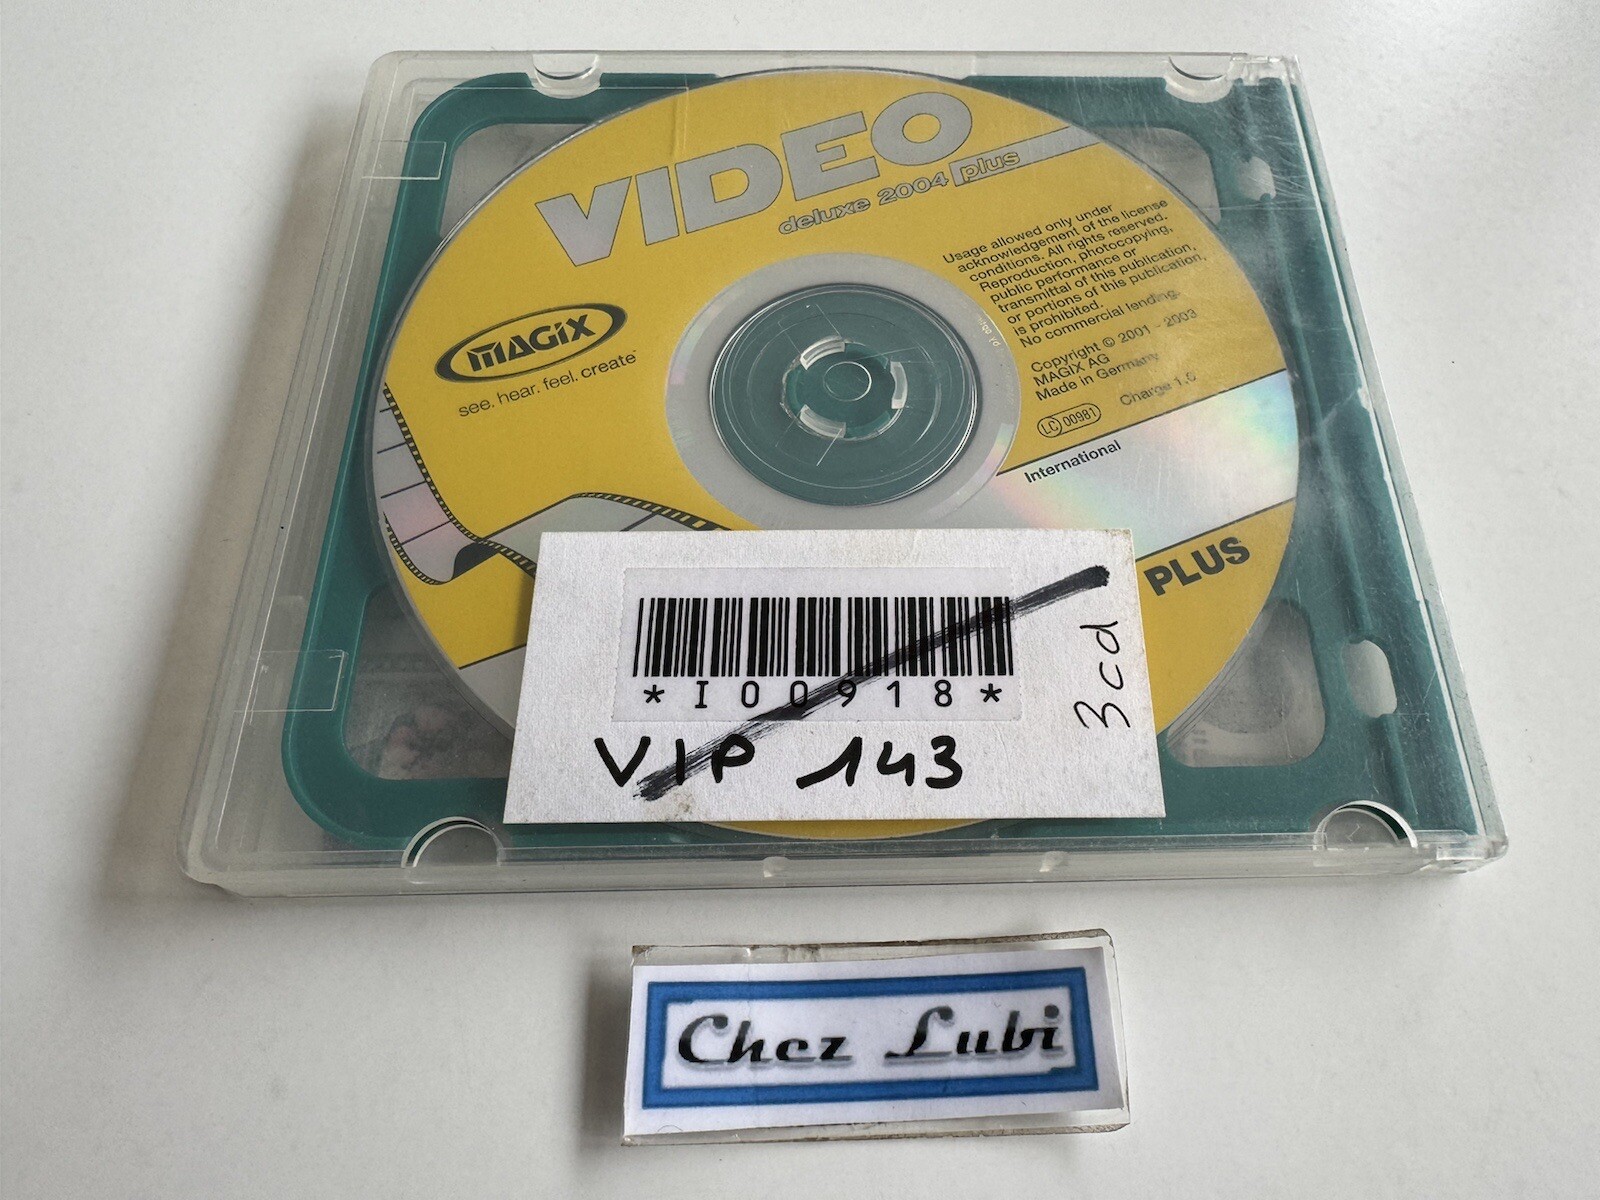 VIDEO
deluxe 2004 plus
MAGIX
see. hear. feel. create
Usage allowed only under
acknowledgement of the license
conditions. All rights reserved.
Reproduction, photocopying,
public performance or
transmittal of this publication,
or portions of this publication,
is prohibited.
No commercial lending.
Copyright © 2001 - 2003
MAGIX AG
Made in Germany
Charge 1.0
LC 00981
International
PLUS
*I00918*
VIP 143
3cd
Chez Lubi